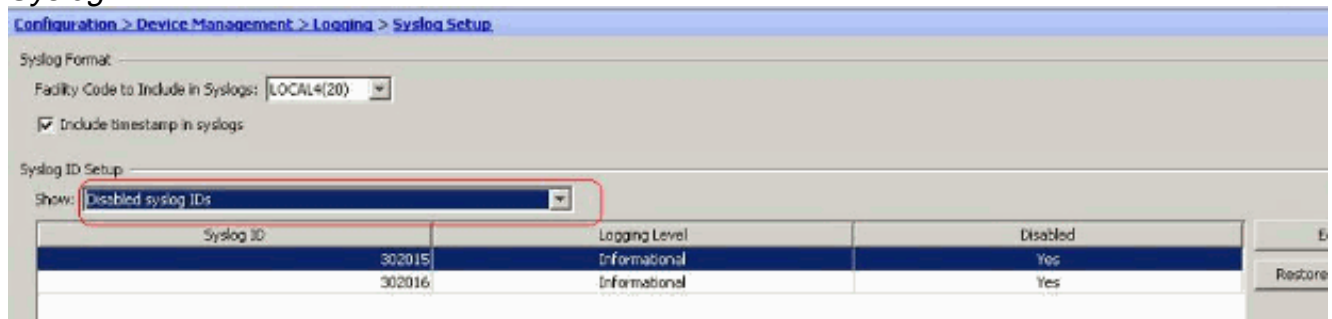 Syslog
Configuration > Device Management > Logging > Syslog Setup
Syslog Format
Facility Code to Include in Syslogs: LOCAL4(20)
Include timestamp in syslogs
Syslog ID Setup
Show: Disabled syslog IDs
Syslog ID Logging Level Disabled
302015 Informational Yes
302016 Informational Yes
Restore